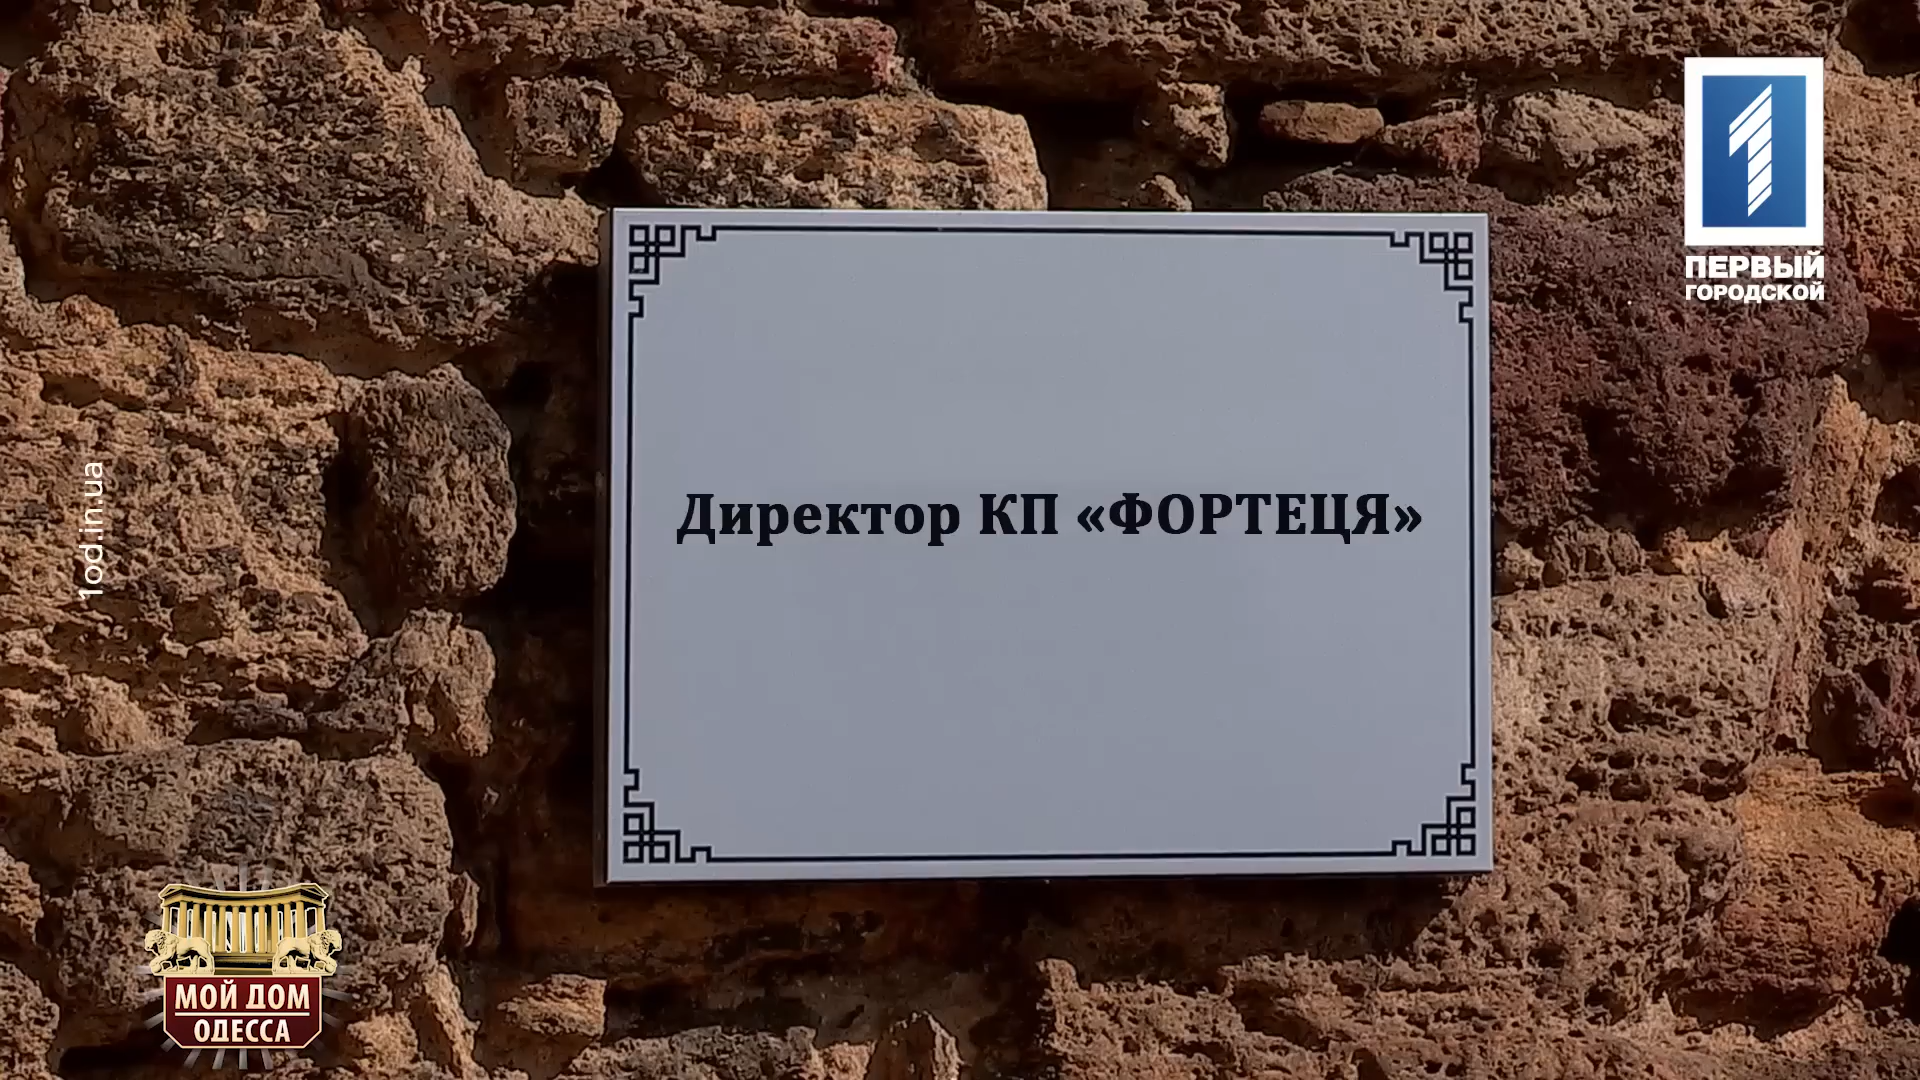 ПЕРВЫЙ
ГОРОДСКОЙ
Директор КП «ФОРТЕЦЯ»
1od.in.ua
МОЙ ДОМ
ОДЕССА